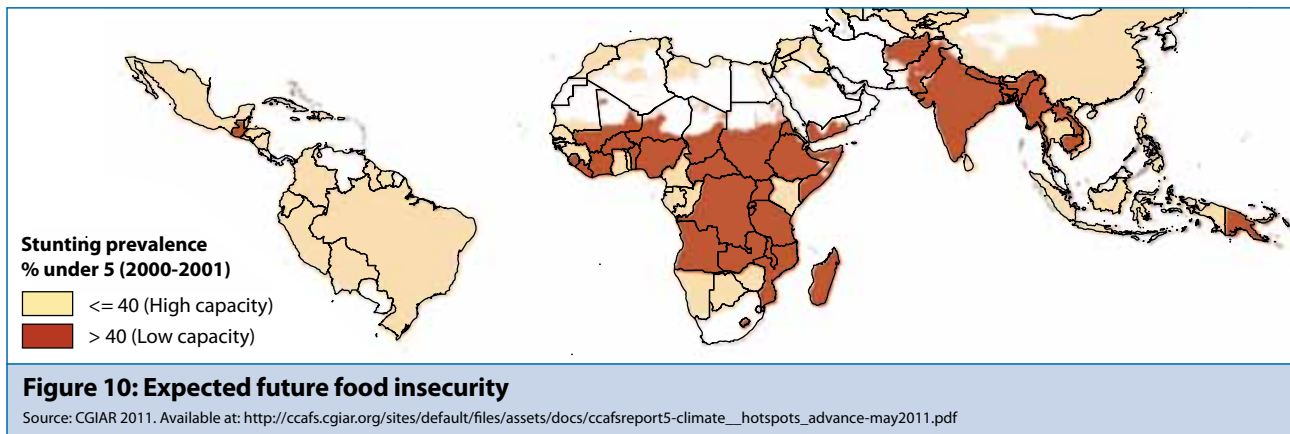 Stunting prevalence
% under 5 (2000-2001)
<= 40 (High capacity)
> 40 (Low capacity)
Figure 10: Expected future food insecurity
Source: CGIAR 2011. Available at: http://ccafs.cgiar.org/sites/default/files/assets/docs/ccafsreport5-climate__hotspots_advance-may2011.pdf